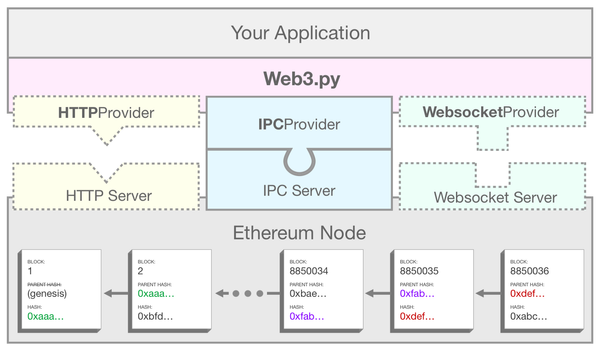 Your Application
Web3.py
HTTPProvider
IPCProvider
WebsocketProvider
HTTP Server
IPC Server
Websocket Server
Ethereum Node
BLOCK:
1
PARENT HASH:
(genesis)
HASH:
0xaaa...
BLOCK:
2
PARENT HASH:
0xaaa...
HASH:
0xbfd...
BLOCK:
8850034
PARENT HASH:
0xbae...
HASH:
0xfab...
BLOCK:
8850035
PARENT HASH:
0xfab...
HASH:
0xdef...
BLOCK:
8850036
PARENT HASH:
0xdef...
HASH:
0xabc...